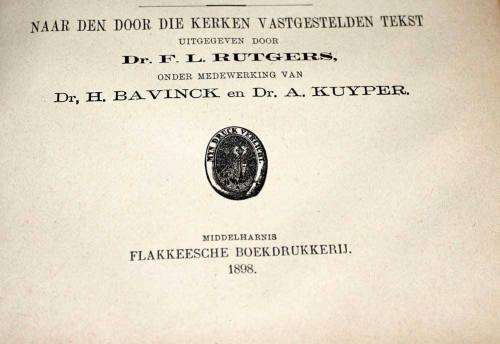 NAAR DEN DOOR DIE KERKEN VASTGESTELDEN TEKST
UITGEGEVEN DOOR
Dr. F. L. RUTGERS,
ONDER MEDEWERKING VAN
Dr, H. BAVINCK en Dr. A. KUYPER.
MIDDELHARNIS
FLAKKEESCHE BOEKDRUKKERIJ.
1898.